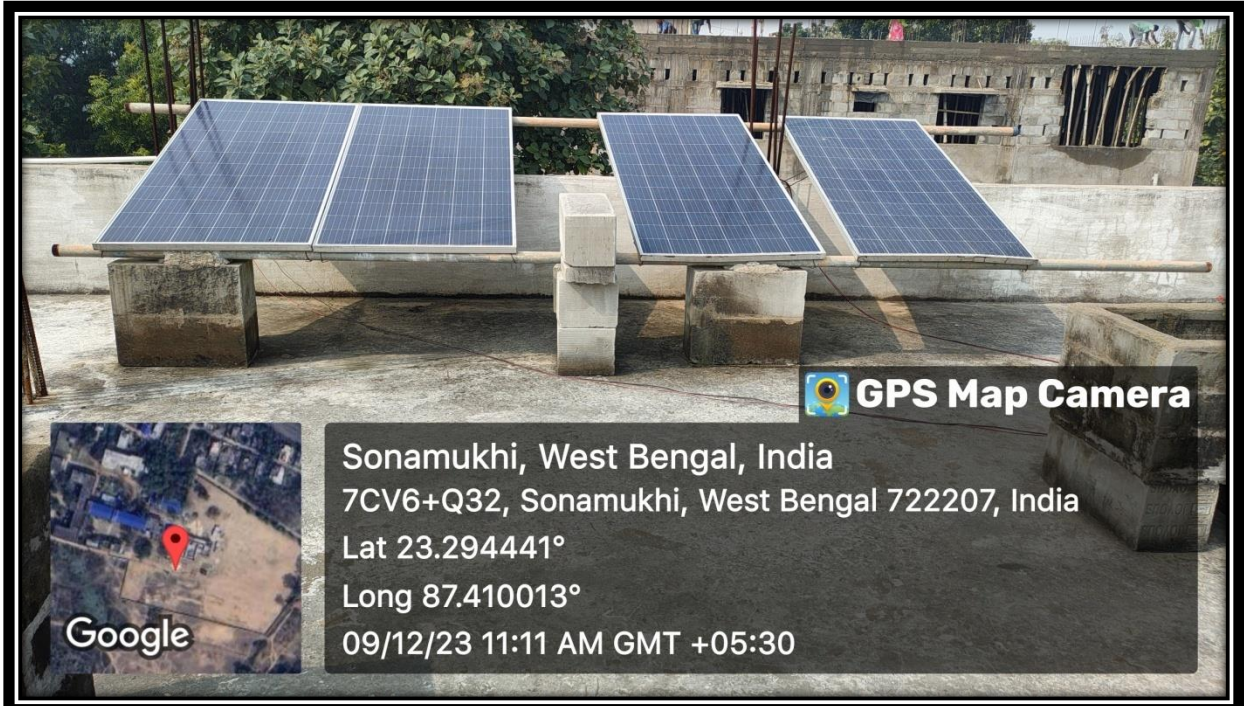 GPS Map Camera
Sonamukhi, West Bengal, India
7CV6+Q32, Sonamukhi, West Bengal 722207, India
Lat 23.294441°
Long 87.410013°
09/12/23 11:11 AM GMT +05:30
Google